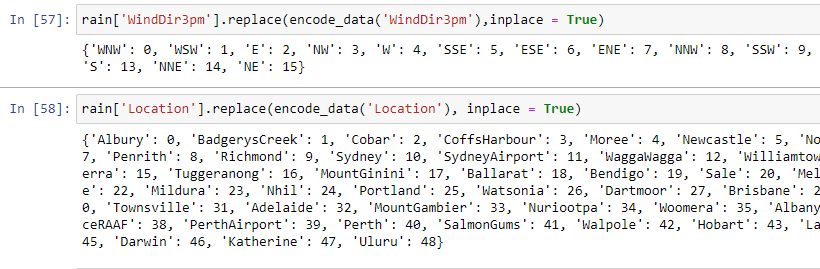 In [57]: rain['WindDir3pm'].replace(encode_data('WindDir3pm'),inplace = True)
{'WNW': 0, 'WSW': 1, 'E': 2, 'NW': 3, 'W': 4, 'SSE': 5, 'ESE': 6, 'ENE': 7, 'NNW': 8, 'SSW': 9,
'S': 13, 'NNE': 14, 'NE': 15}
In [58]: rain['Location'].replace(encode_data('Location'), inplace = True)
{'Albury': 0, 'BadgerysCreek': 1, 'Cobar': 2, 'CoffsHarbour': 3, 'Moree': 4, 'Newcastle': 5, 'No
7, 'Penrith': 8, 'Richmond': 9, 'Sydney': 10, 'SydneyAirport': 11, 'WaggaWagga': 12, 'Williamtow
erra': 15, 'Tuggeranong': 16, 'MountGinini': 17, 'Ballarat': 18, 'Bendigo': 19, 'Sale': 20, 'Mel
e': 22, 'Mildura': 23, 'Nhil': 24, 'Portland': 25, 'Watsonia': 26, 'Dartmoor': 27, 'Brisbane': 2
0, 'Townsville': 31, 'Adelaide': 32, 'MountGambier': 33, 'Nuriootpa': 34, 'Woomera': 35, 'Albany
ceRAAF': 38, 'PerthAirport': 39, 'Perth': 40, 'SalmonGums': 41, 'Walpole': 42, 'Hobart': 43, 'La
45, 'Darwin': 46, 'Katherine': 47, 'Uluru': 48}